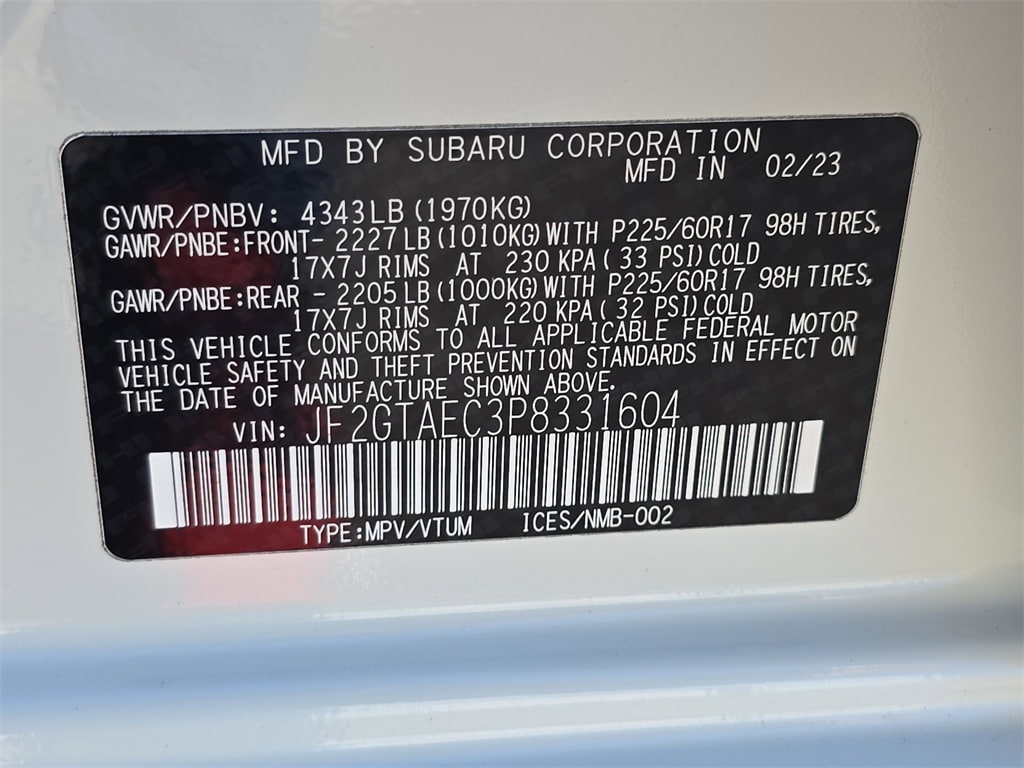 MFD BY SUBARU CORPORATION
MFD IN 02/23
GVWR/PNBV: 4343LB (1970KG)
GAWR/PNBE:FRONT- 2227LB (1010KG) WITH P225/60R17 98H TIRES,
17X7J RIMS AT 230 KPA ( 33 PSI) COLD
GAWR/PNBE:REAR - 2205LB (1000KG) WITH P225/60R17 98H TIRES,
17X7J RIMS AT 220 KPA ( 32 PSI) COLD
THIS VEHICLE CONFORMS TO ALL APPLICABLE FEDERAL MOTOR
VEHICLE SAFETY AND THEFT PREVENTION STANDARDS IN EFFECT ON
THE DATE OF MANUFACTURE SHOWN ABOVE.
VIN: JF2GTAEC3P8331604
TYPE:MPV/VTUM ICES/NMB-002